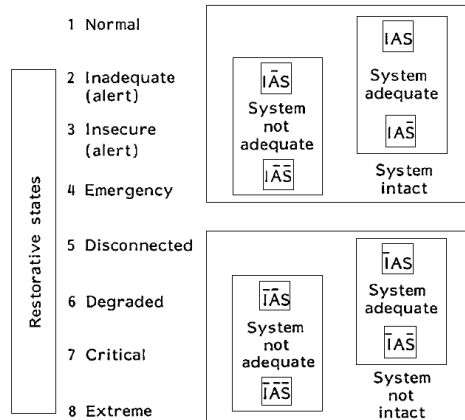 Restorative states
1 Normal
2 Inadequate
(alert)
3 Insecure
(alert)
4 Emergency
5 Disconnected
6 Degraded
7 Critical
8 Extreme
IĀS
System
not
adequate
IĀS̄
IAS
System
adequate
IAS̄
System
intact
ĪĀS
System
not
adequate
ĪĀS̄
ĪAS
System
adequate
ĪAS̄
System
not
intact